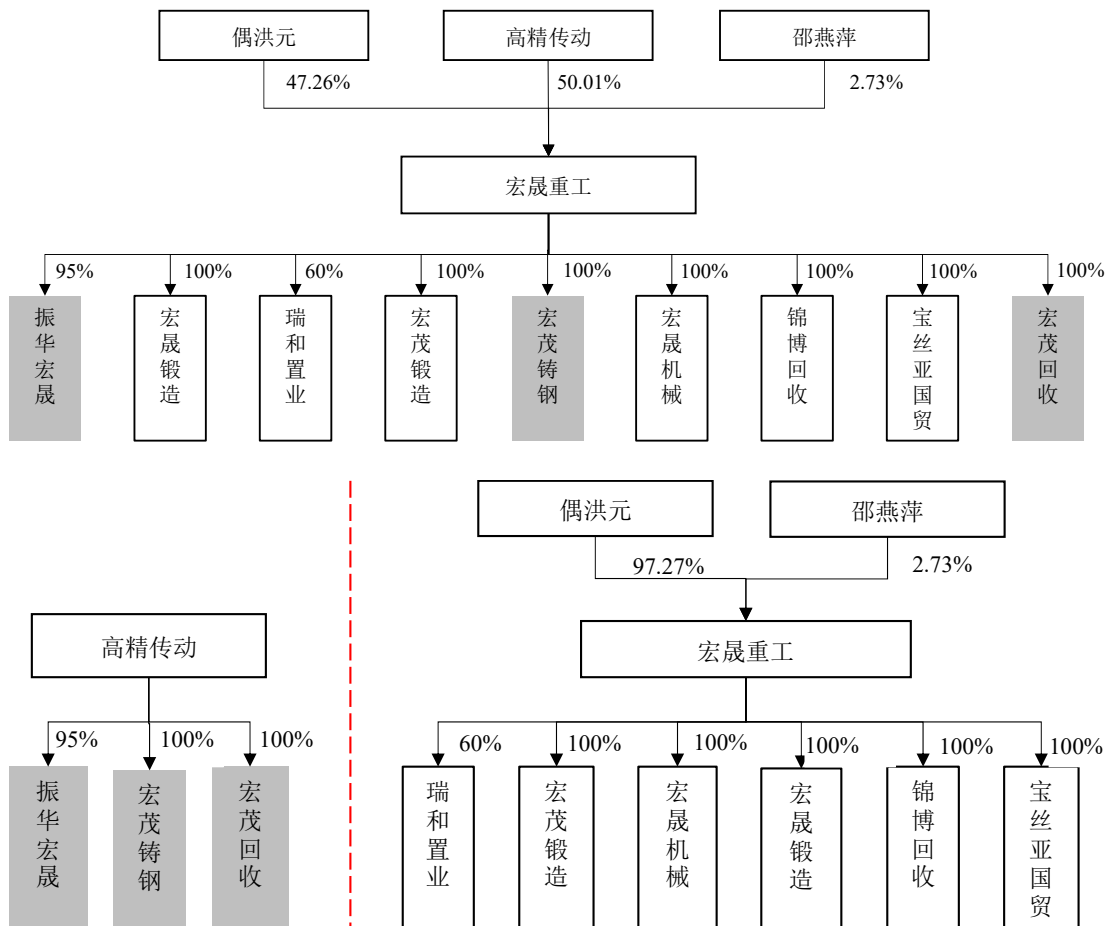 偶洪元
高精传动
邵燕萍
47.26%
50.01%
2.73%
宏晟重工
95%
100%
60%
100%
100%
100%
100%
100%
100%
振华宏晟
宏晟锻造
瑞和置业
宏茂锻造
宏茂铸钢
宏晟机械
锦博回收
宝丝亚国贸
宏茂回收
偶洪元
邵燕萍
97.27%
2.73%
高精传动
宏晟重工
95%
100%
100%
振华宏晟
宏茂铸钢
宏茂回收
60%
100%
100%
100%
100%
100%
瑞和置业
宏茂锻造
宏晟机械
宏晟锻造
锦博回收
宝丝亚国贸